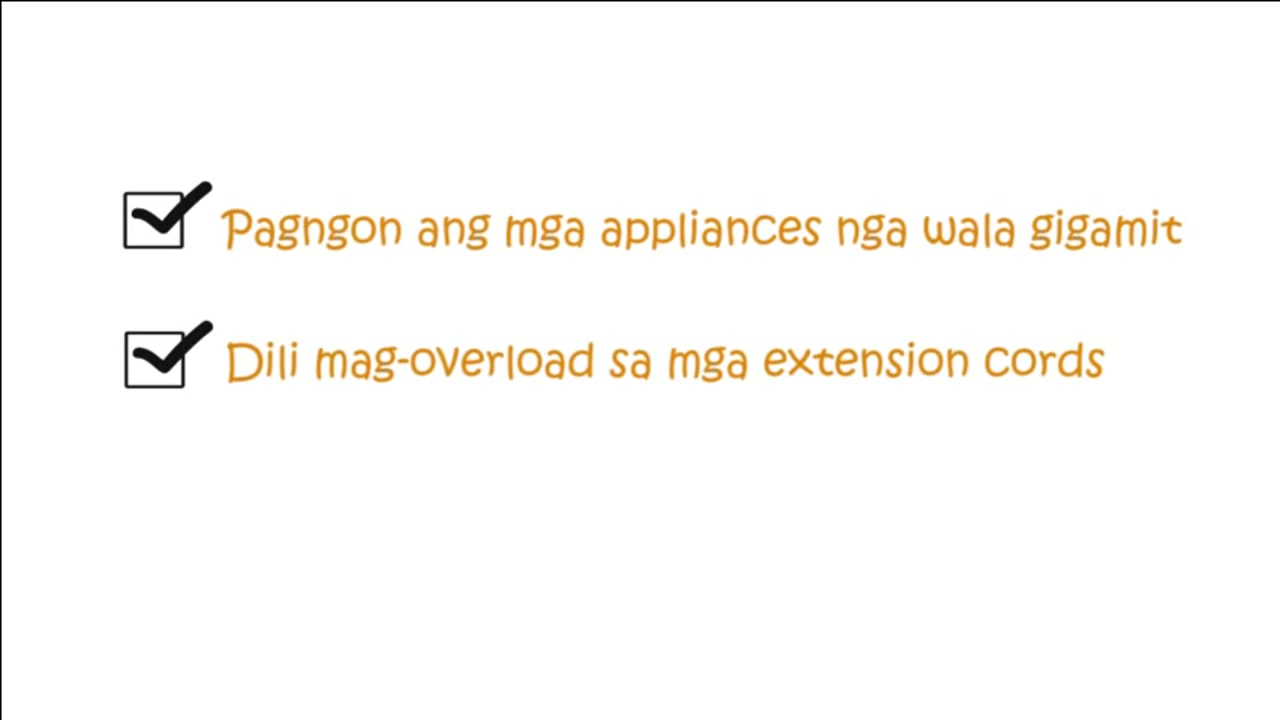 Pagngon ang mga appliances nga wala gigamit
Dili mag-overload sa mga extension cords